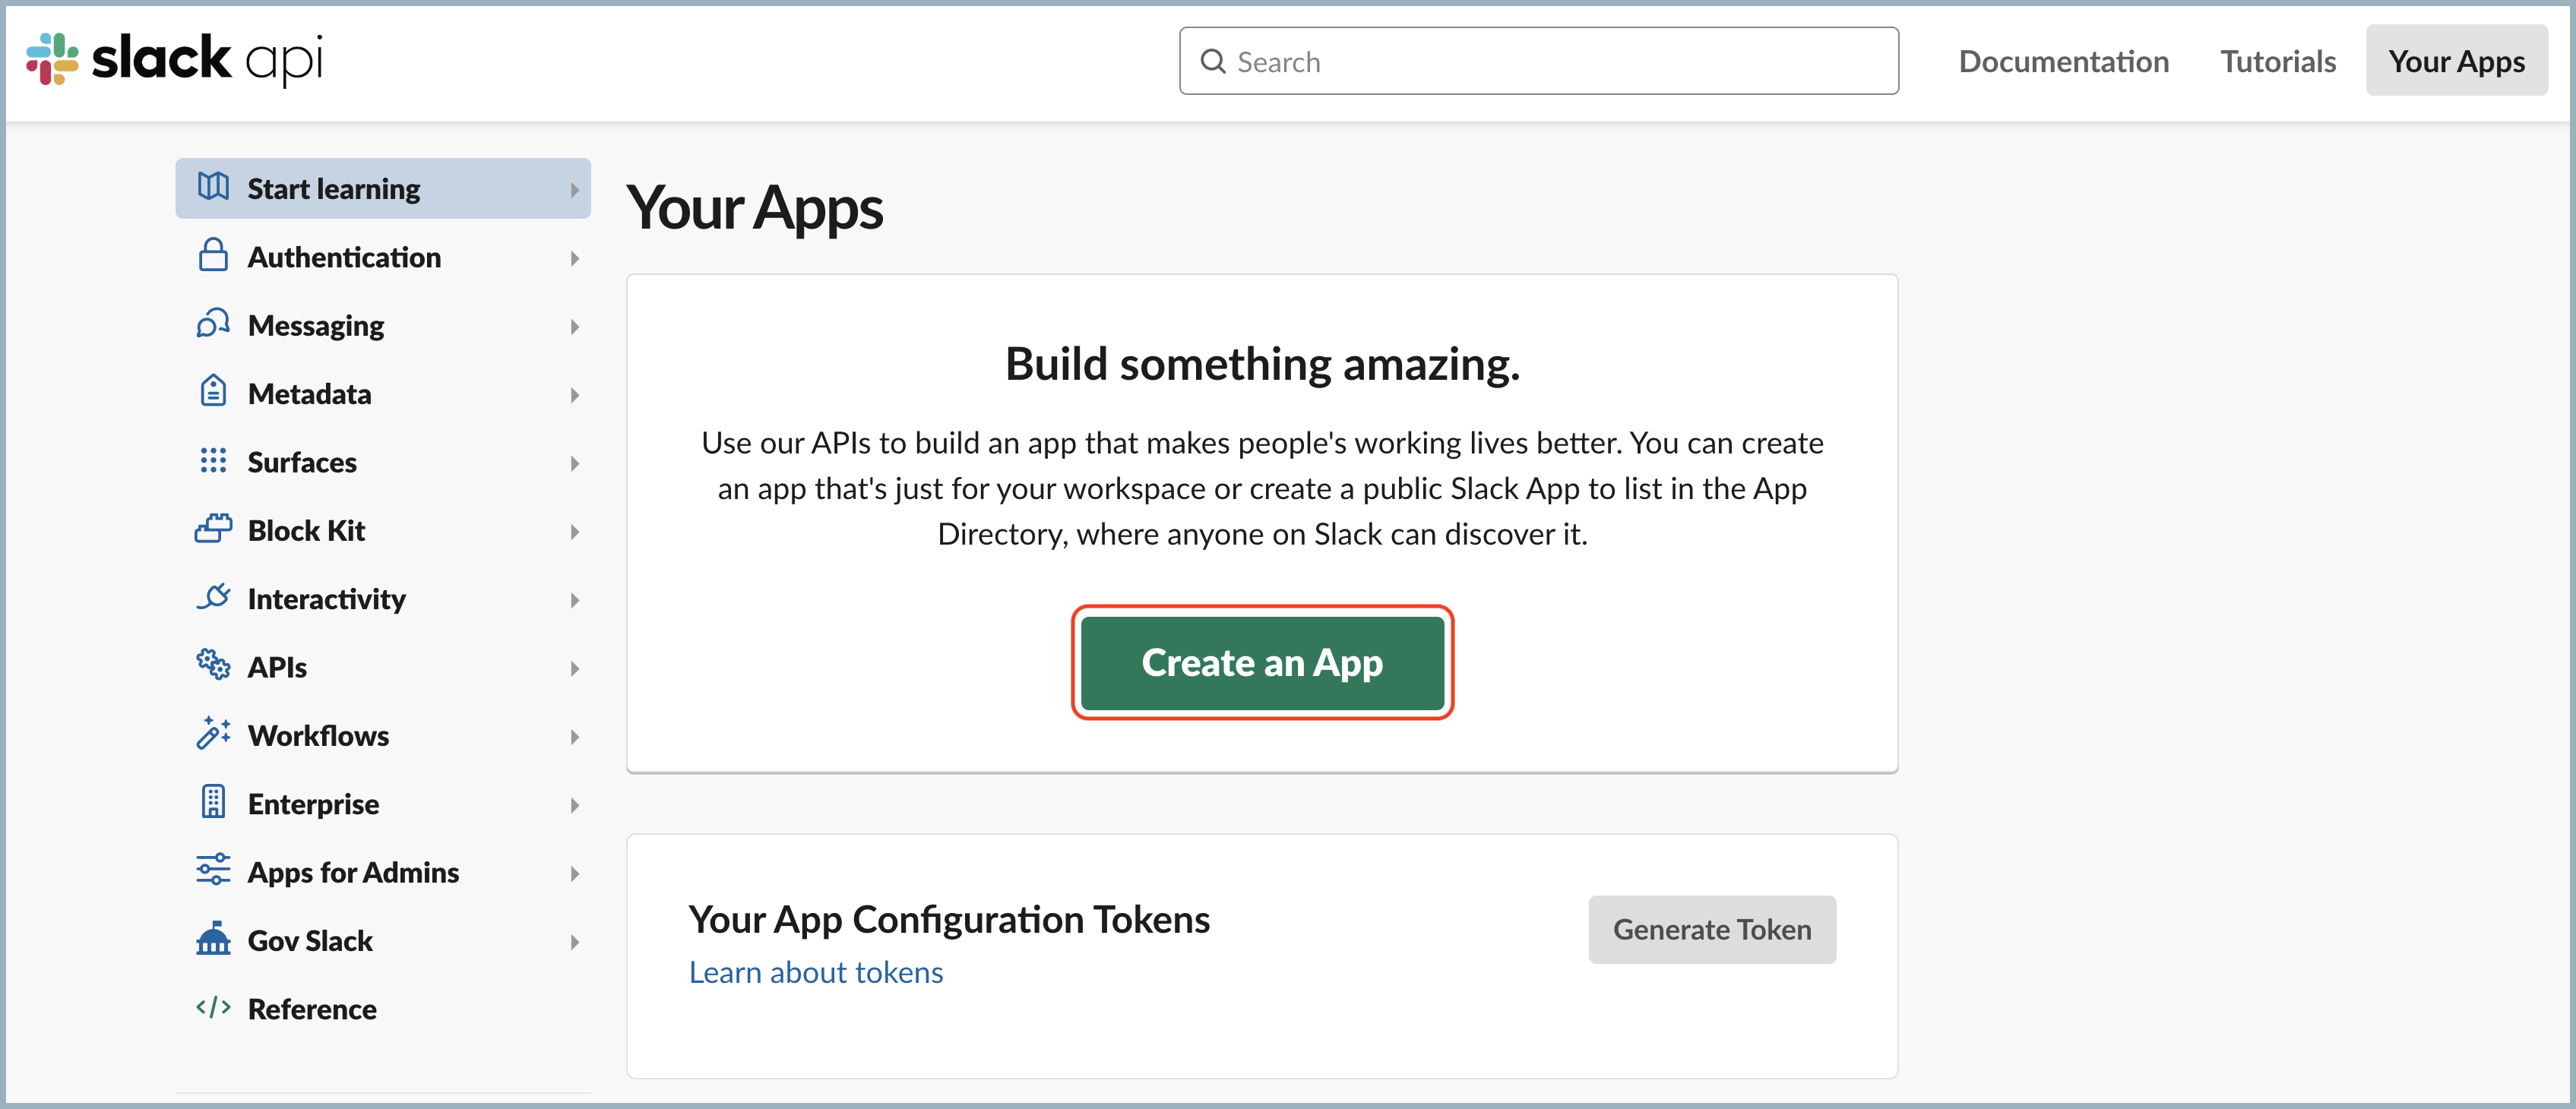 slack api
Search
Documentation
Tutorials
Your Apps
Start learning
Authentication
Messaging
Metadata
Surfaces
Block Kit
Interactivity
APIs
Workflows
Enterprise
Apps for Admins
Gov Slack
Reference
Your Apps
Build something amazing.
Use our APIs to build an app that makes people's working lives better. You can create
an app that's just for your workspace or create a public Slack App to list in the App
Directory, where anyone on Slack can discover it.
Create an App
Your App Configuration Tokens
Generate Token
Learn about tokens